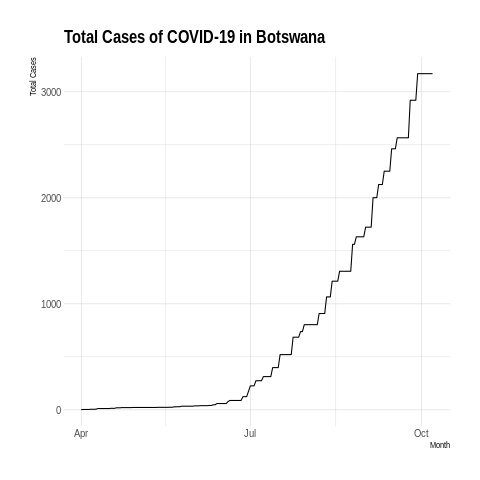 Total Cases of COVID-19 in Botswana
Total Cases
3000
2000
1000
0
Apr
Jul
Oct
Month